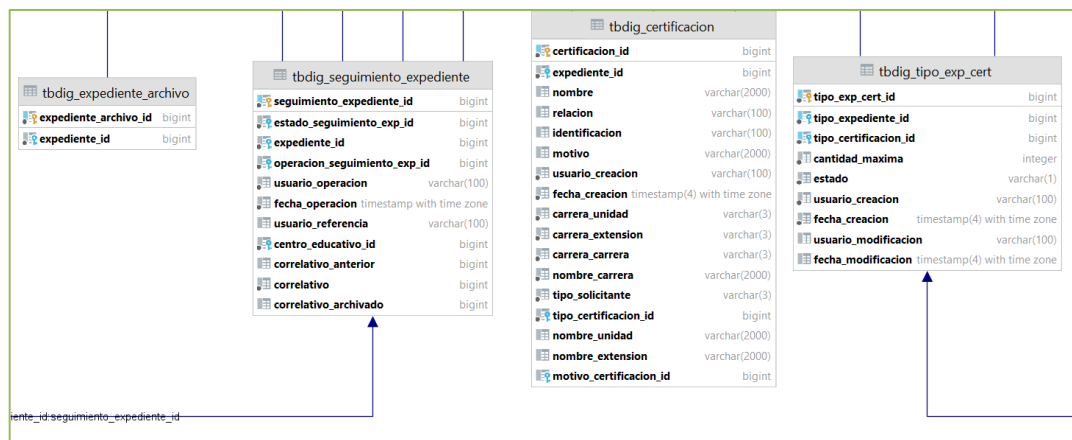 tbdig_expediente_archivo
expediente_archivo_id bigint
expediente_id bigint
tbdig_seguimiento_expediente
seguimiento_expediente_id bigint
estado_seguimiento_exp_id bigint
expediente_id bigint
operacion_seguimiento_exp_id bigint
usuario_operacion varchar(100)
fecha_operacion timestamp with time zone
usuario_referencia varchar(100)
centro_educativo_id bigint
correlativo_anterior bigint
correlativo bigint
correlativo_archivado bigint
tbdig_certificacion
certificacion_id bigint
expediente_id bigint
nombre varchar(2000)
relacion varchar(100)
identificacion varchar(100)
motivo varchar(2000)
usuario_creacion varchar(100)
fecha_creacion timestamp(4) with time zone
carrera_unidad varchar(3)
carrera_extension varchar(3)
carrera_carrera varchar(3)
nombre_carrera varchar(2000)
tipo_solicitante varchar(3)
tipo_certificacion_id bigint
nombre_unidad varchar(2000)
nombre_extension varchar(2000)
motivo_certificacion_id bigint
tbdig_tipo_exp_cert
tipo_exp_cert_id bigint
tipo_expediente_id bigint
tipo_certificacion_id bigint
cantidad_maxima integer
estado varchar(1)
usuario_creacion varchar(100)
fecha_creacion timestamp(4) with time zone
usuario_modificacion varchar(100)
fecha_modificacion timestamp(4) with time zone
iente_id:seguimiento_expediente_id